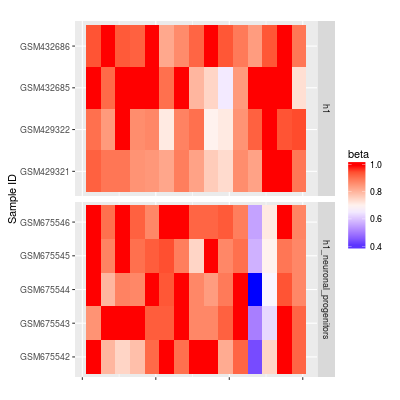 GSM432686
GSM432685
GSM429322
GSM429321
h1
GSM675546
GSM675545
GSM675544
GSM675543
GSM675542
h1_neuronal_progenitors
Sample ID
beta
1.0
0.8
0.6
0.4